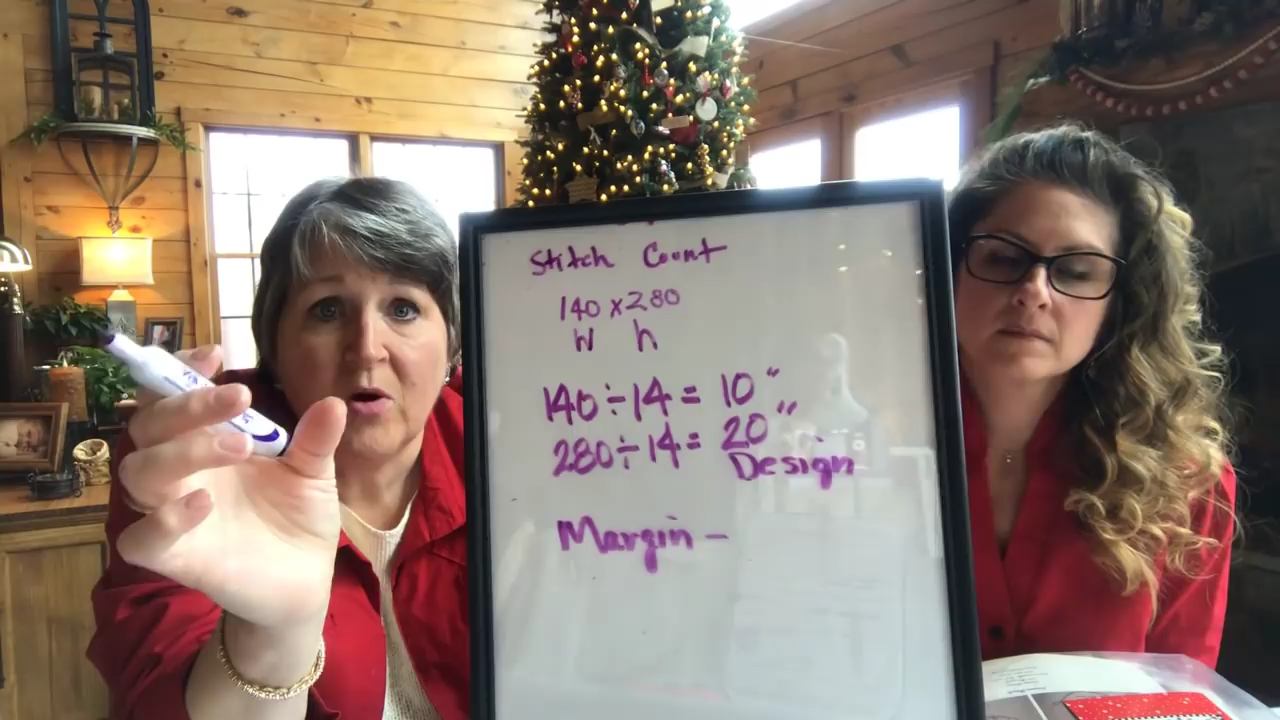 Stitch Count
140 x 280
W h
140 ÷ 14 = 10"
280 ÷ 14 = 20"
Design
Margin -